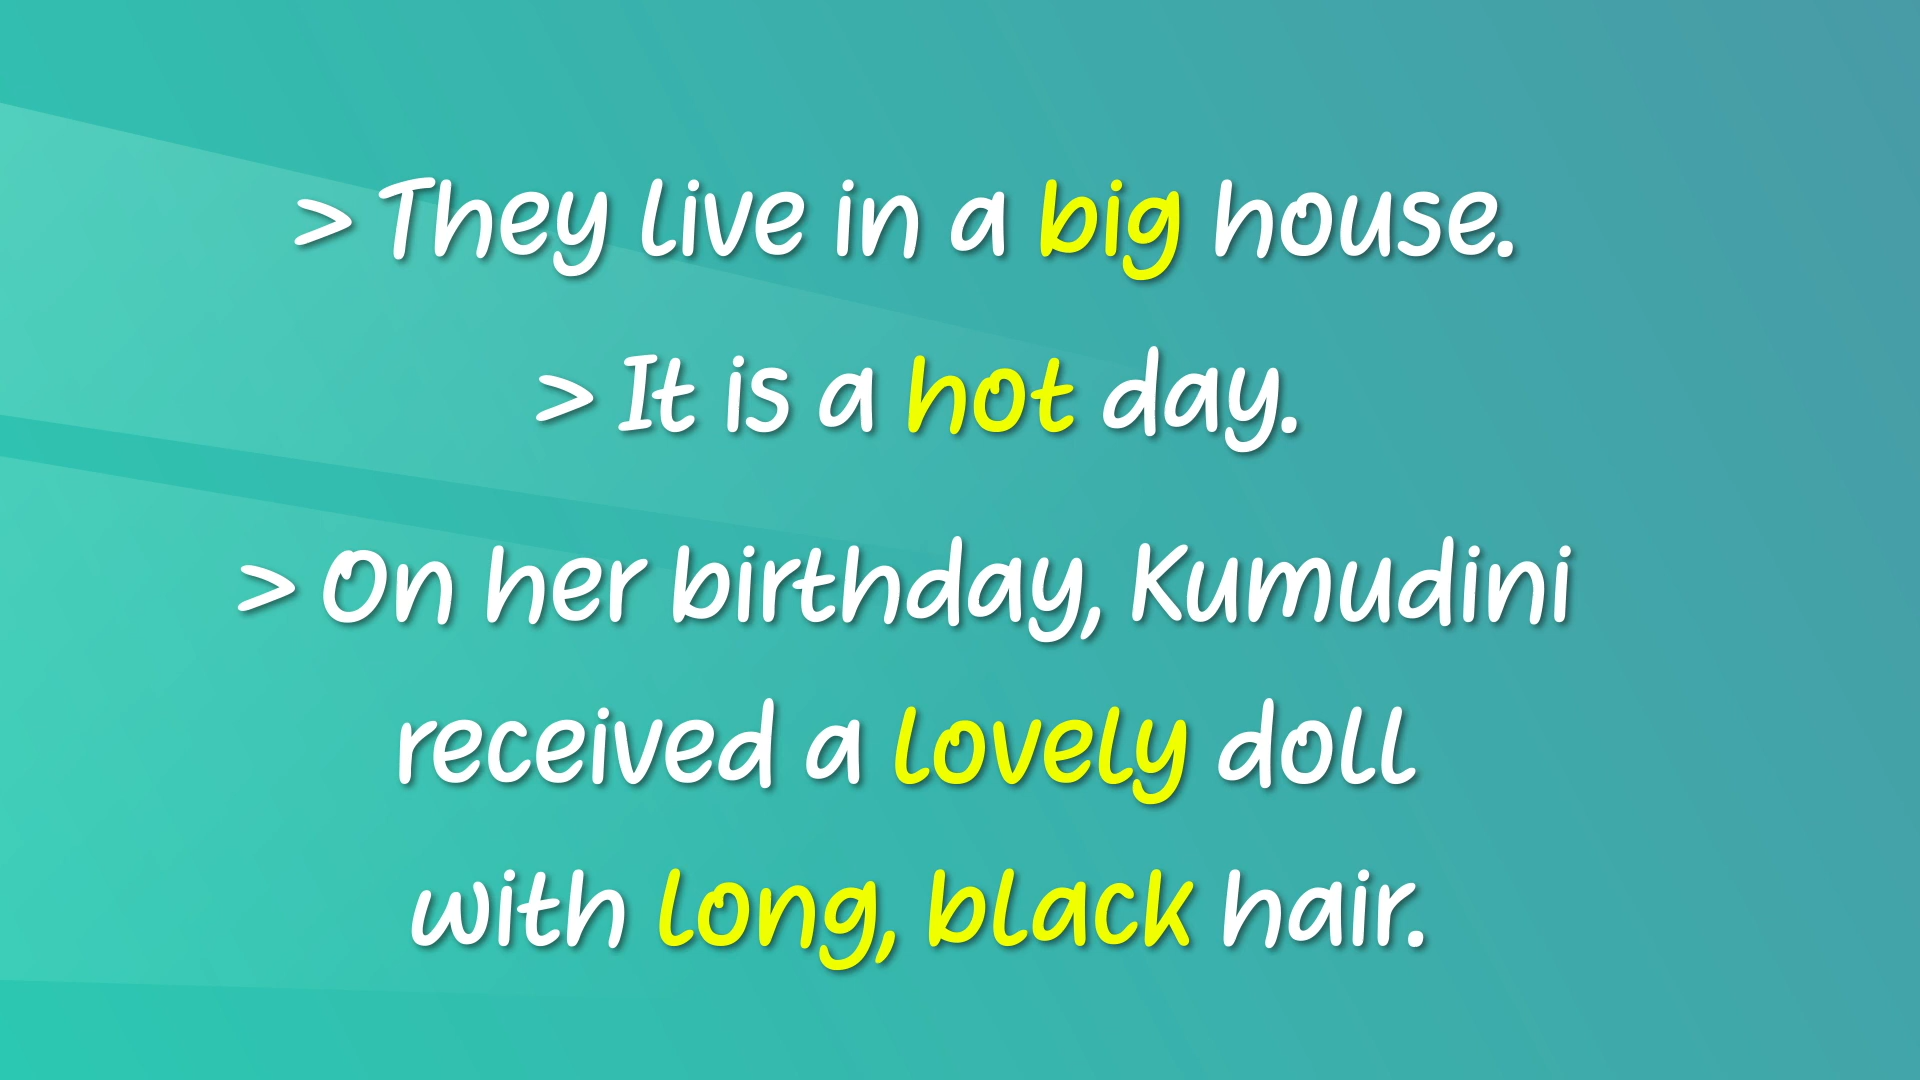 > They live in a big house.
> It is a hot day.
> On her birthday, Kumudini
received a lovely doll
with long, black hair.